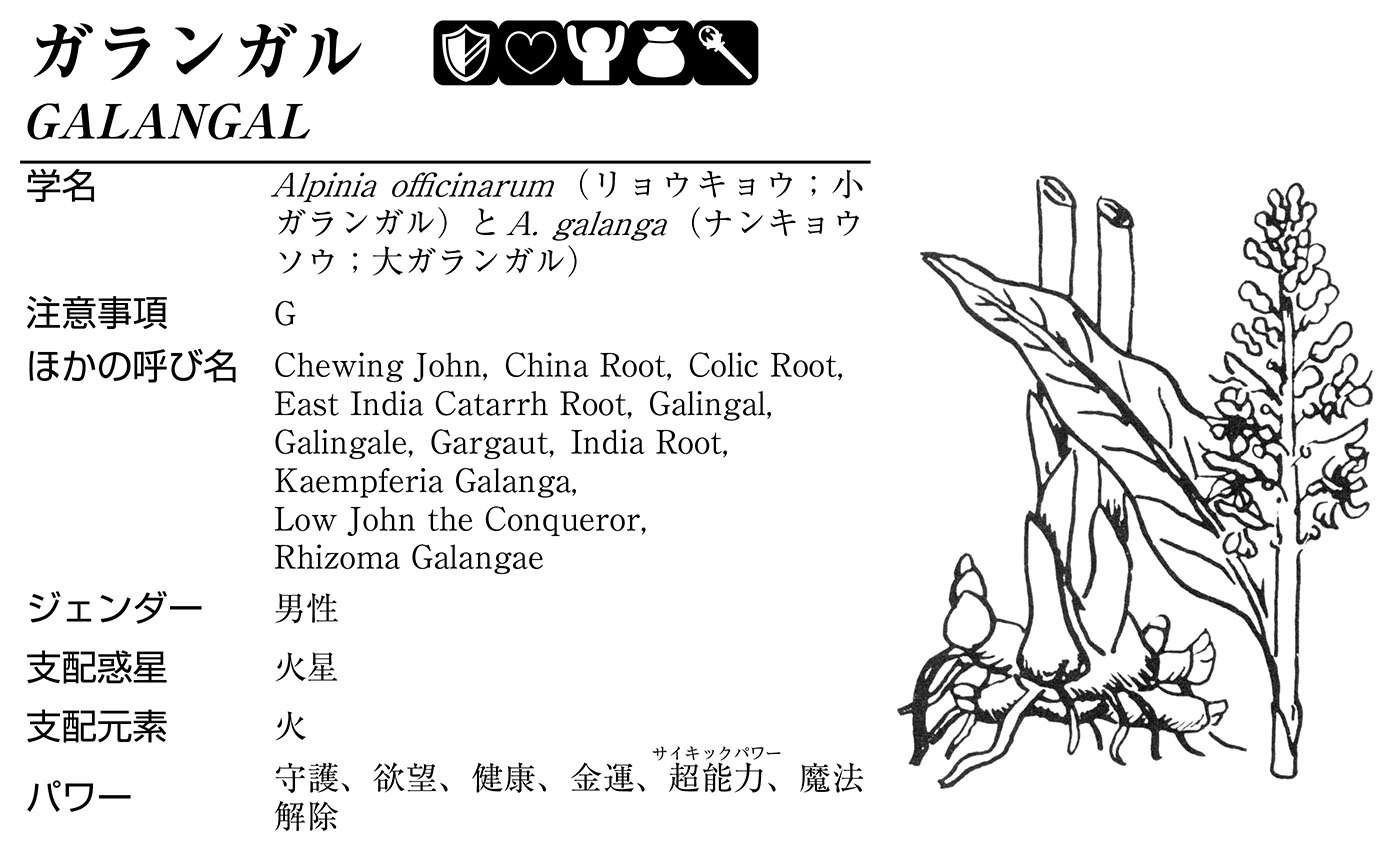 ガランガル
GALANGAL
学名 Alpinia officinarum（リョウキョウ；小
ガランガル）と A. galanga（ナンキョウ
ソウ；大ガランガル）
注意事項 G
ほかの呼び名 Chewing John, China Root, Colic Root,
East India Catarrh Root, Galingal,
Galingale, Gargaut, India Root,
Kaempferia Galanga,
Low John the Conqueror,
Rhizoma Galangae
ジェンダー 男性
支配惑星 火星
支配元素 火
サイキックパワー
パワー 守護、欲望、健康、金運、超能力、魔法
解除